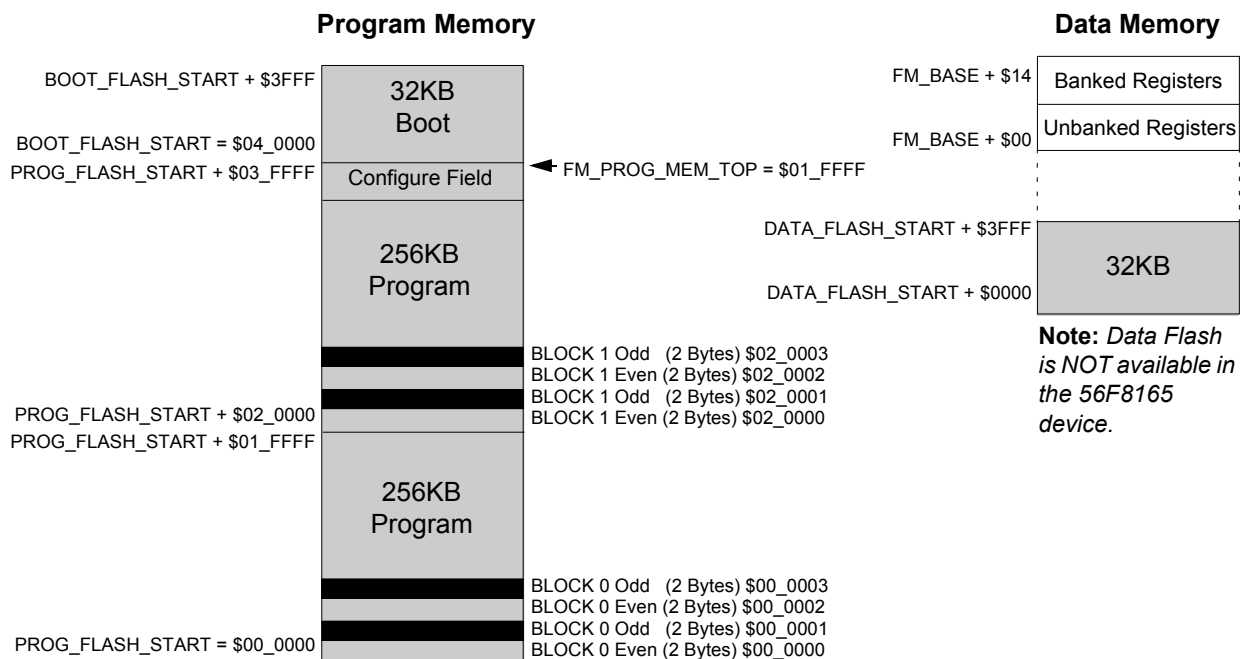 Program Memory
Data Memory
BOOT_FLASH_START + $3FFF
32KB
Boot
BOOT_FLASH_START = $04_0000
PROG_FLASH_START + $03_FFFF
Configure Field
FM_PROG_MEM_TOP = $01_FFFF
256KB
Program
BLOCK 1 Odd (2 Bytes) $02_0003
BLOCK 1 Even (2 Bytes) $02_0002
BLOCK 1 Odd (2 Bytes) $02_0001
BLOCK 1 Even (2 Bytes) $02_0000
PROG_FLASH_START + $02_0000
PROG_FLASH_START + $01_FFFF
256KB
Program
BLOCK 0 Odd (2 Bytes) $00_0003
BLOCK 0 Even (2 Bytes) $00_0002
BLOCK 0 Odd (2 Bytes) $00_0001
BLOCK 0 Even (2 Bytes) $00_0000
PROG_FLASH_START = $00_0000
FM_BASE + $14
Banked Registers
Unbanked Registers
FM_BASE + $00
DATA_FLASH_START + $3FFF
32KB
DATA_FLASH_START + $0000
Note: Data Flash
is NOT available in
the 56F8165
device.